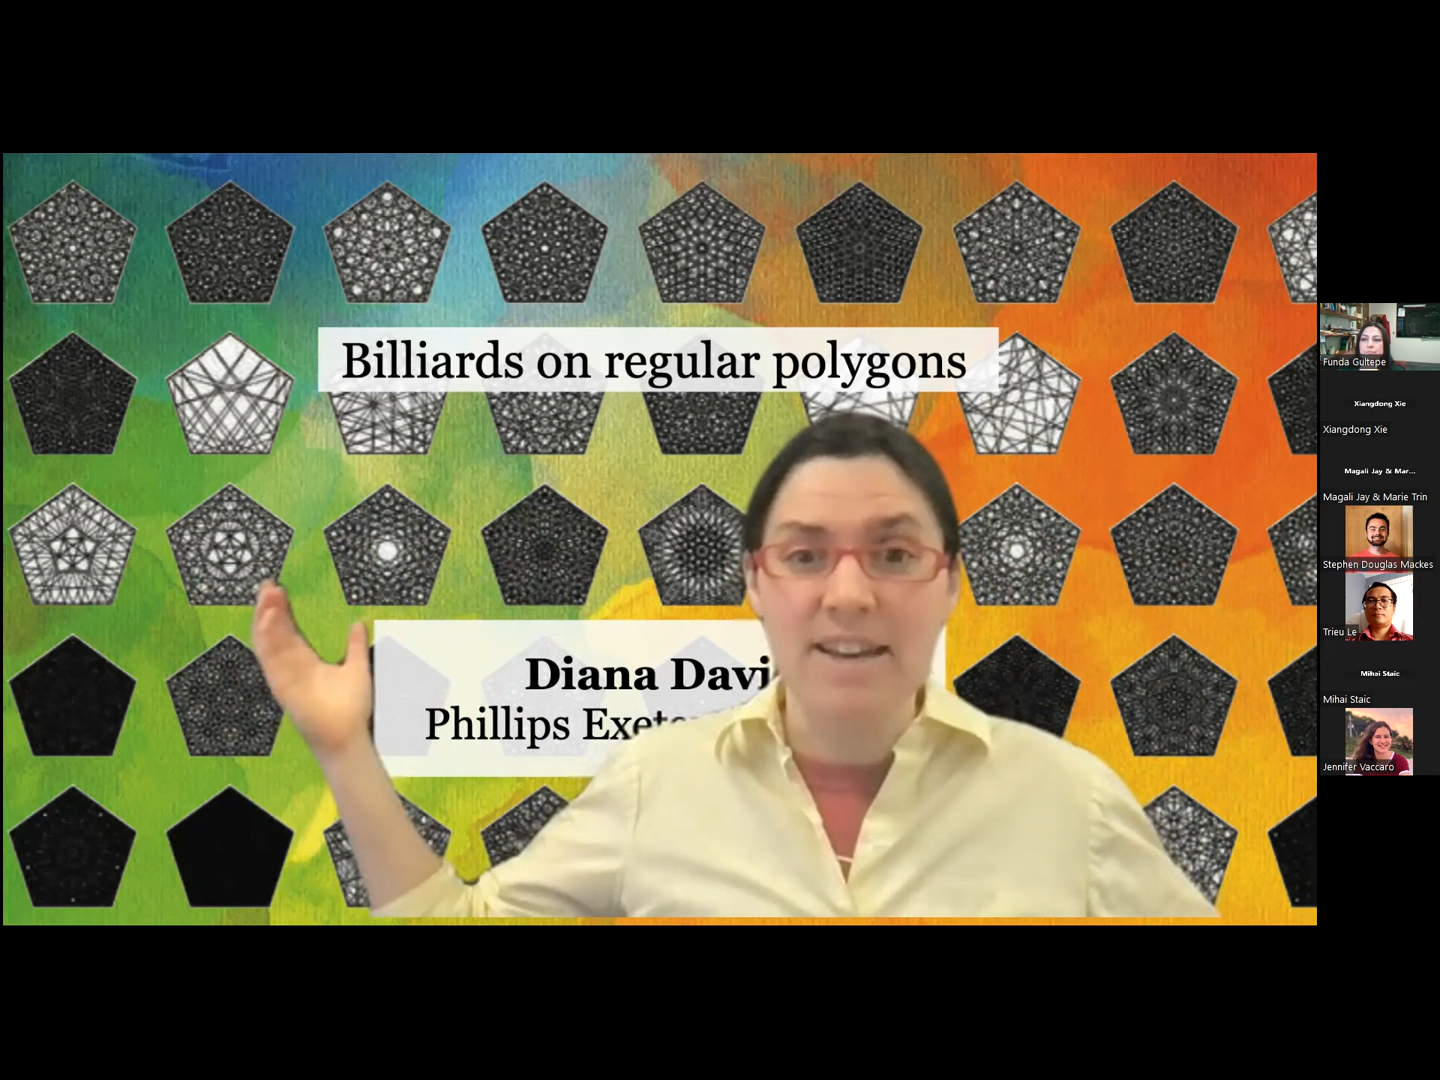 Billiards on regular polygons
Diana Davi
Phillips Exete
Funda Gultepe
Xiangdong Xie
Xiangdong Xie
Magali Jay & Mar...
Magali Jay & Marie Trin
Stephen Douglas Mackes
Trieu Le
Mihai Staic
Mihai Staic
Jennifer Vaccaro